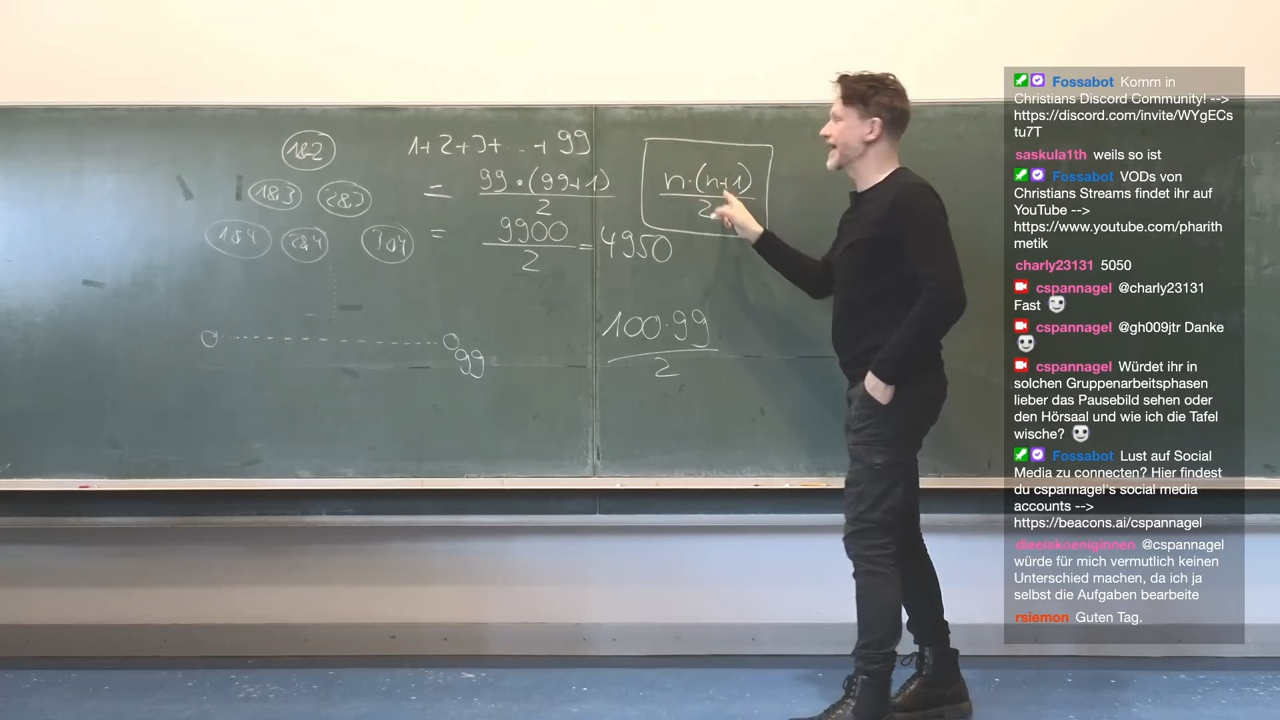 1&2
1&3 2&3
1&4 2&4 3&4
99
1+2+3+...+99
= 99·(99+1)
2
= 9900
2
=4950
n·(n+1)
2
100·99
2
Fossabot Komm in
Christians Discord Community! -->
https://discord.com/invite/WYgECs
tu7T
saskula1th weils so ist
Fossabot VODs von
Christians Streams findet ihr auf
YouTube -->
https://www.youtube.com/pharith
metik
charly23131 5050
cspannagel @charly23131
Fast
cspannagel @gh009jtr Danke
cspannagel Würdet ihr in
solchen Gruppenarbeitsphasen
lieber das Pausebild sehen oder
den Hörsaal und wie ich die Tafel
wische?
Fossabot Lust auf Social
Media zu connecten? Hier findest
du cspannagel's social media
accounts -->
https://beacons.ai/cspannagel
dieeiskoeniginnen @cspannagel
würde für mich vermutlich keinen
Unterschied machen, da ich ja
selbst die Aufgaben bearbeite
rsiemon Guten Tag.